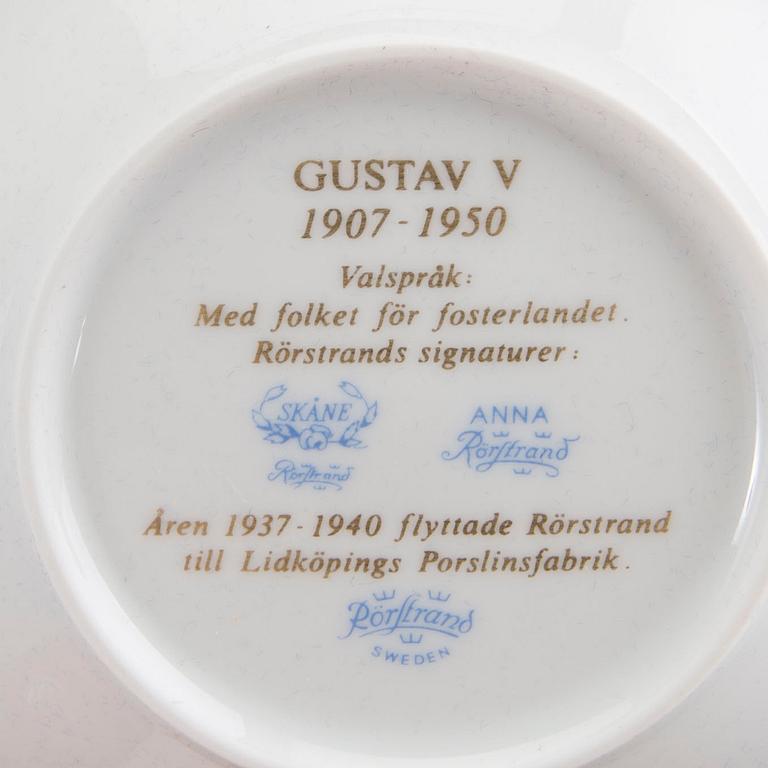 GUSTAV V
1907 - 1950
Valspråk:
Med folket för fosterlandet.
Rörstrands signaturer:
SKÅNE
Rörstrand
ANNA
Rörstrand
Åren 1937-1940 flyttade Rörstrand
till Lidköpings Porslinsfabrik.
Rörstrand
SWEDEN